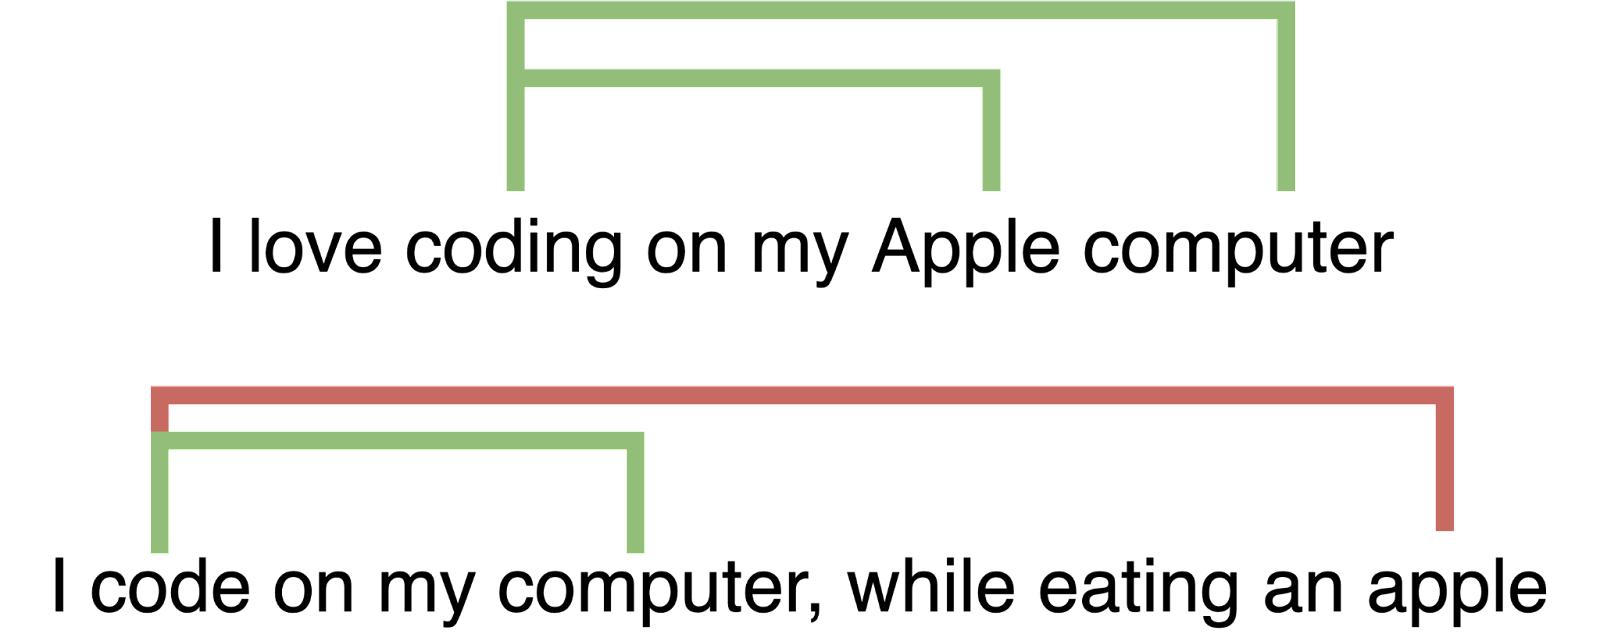 I love coding on my Apple computer
I code on my computer, while eating an apple